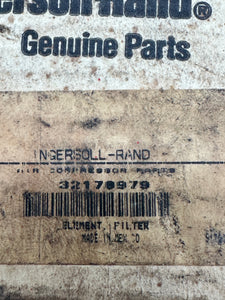 ersoll-Rand®
Genuine Parts
INGERSOLL-RAND
AIR COMPRESSOR PARTS
32170979
ELEMENT, FILTER
MADE IN MEXICO